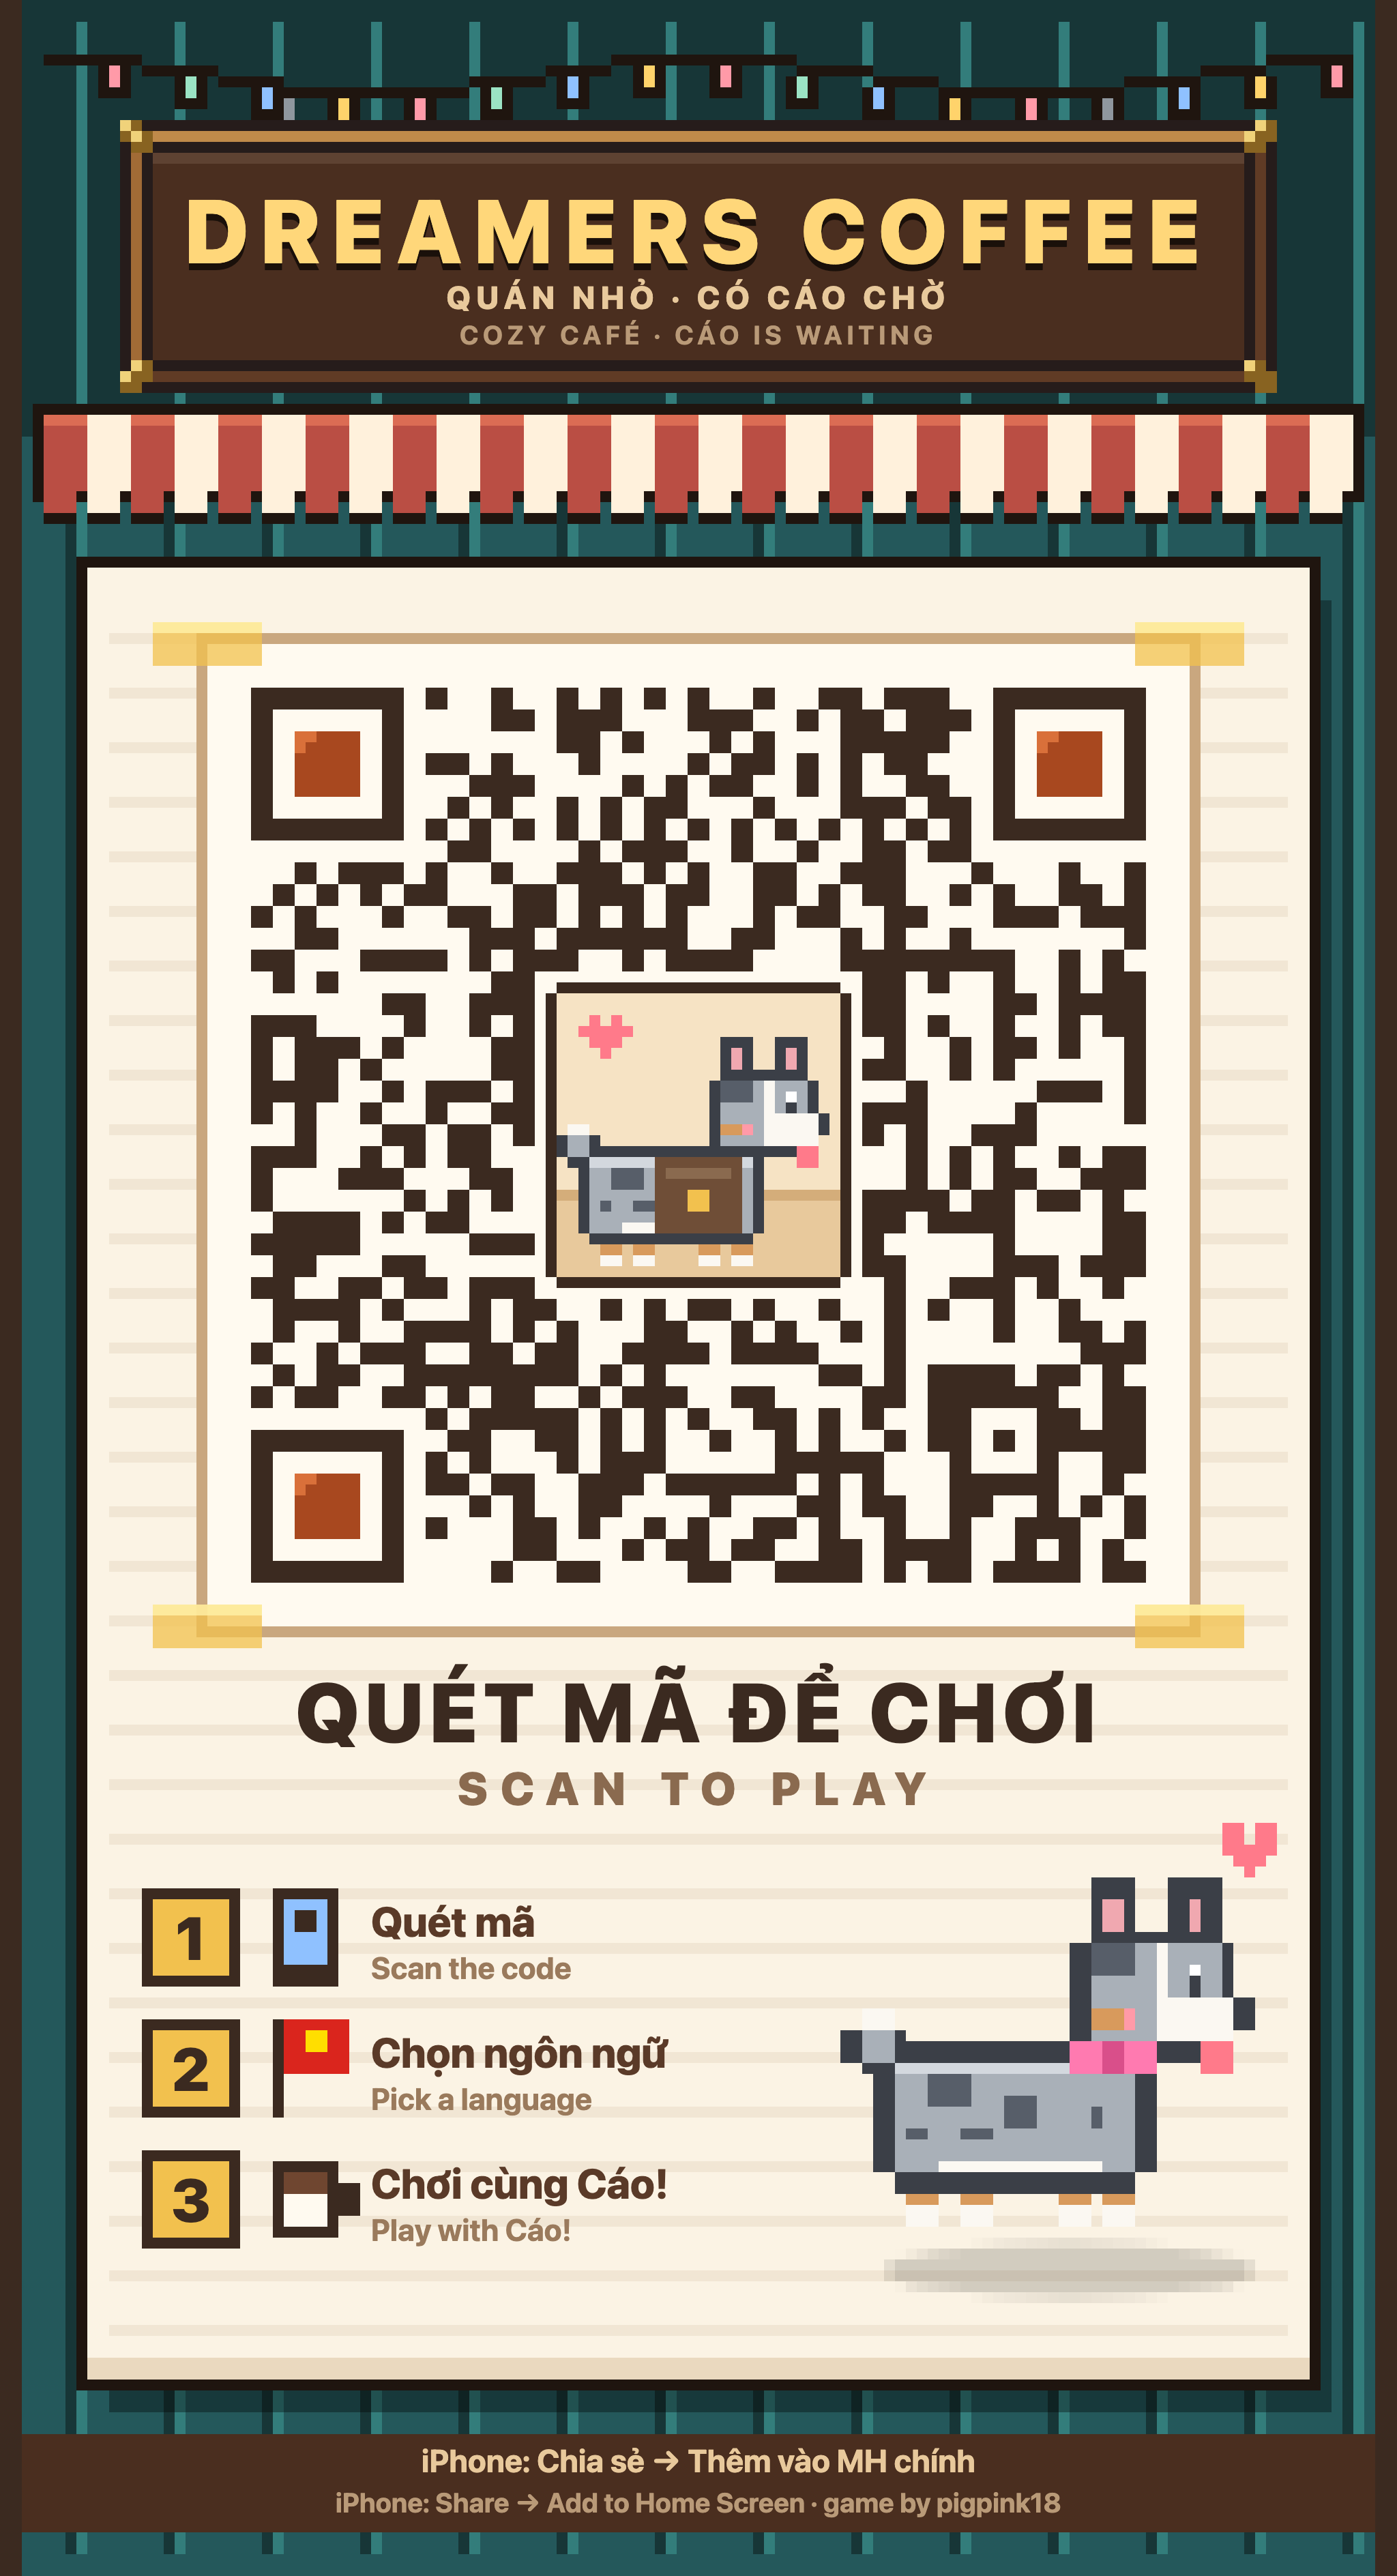 DREAMERS COFFEE
QUÁN NHỎ · CÓ CÁO CHỜ
COZY CAFÉ · CÁO IS WAITING
QUÉT MÃ ĐỂ CHƠI
SCAN TO PLAY
1 Quét mã
Scan the code
2 Chọn ngôn ngữ
Pick a language
3 Chơi cùng Cáo!
Play with Cáo!
iPhone: Chia sẻ → Thêm vào MH chính
iPhone: Share → Add to Home Screen · game by pigpink18